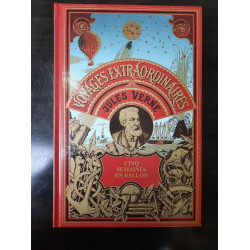 VOYAGES EXTRAORDINAIRES
JULES VERNE
CINQ
SEMAINES
EN BALLON